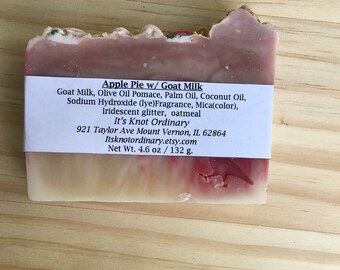 Apple Pie w/ Goat Milk
Goat Milk, Olive Oil Pomace, Palm Oil, Coconut Oil,
Sodium Hydroxide (lye)Fragrance, Mica(color),
Iridescent glitter,  oatmeal
It's Knot Ordinary
921 Taylor Ave Mount Vernon, IL 62864
Itsknotordinary.etsy.com
Net Wt. 4.6 oz / 132 g.